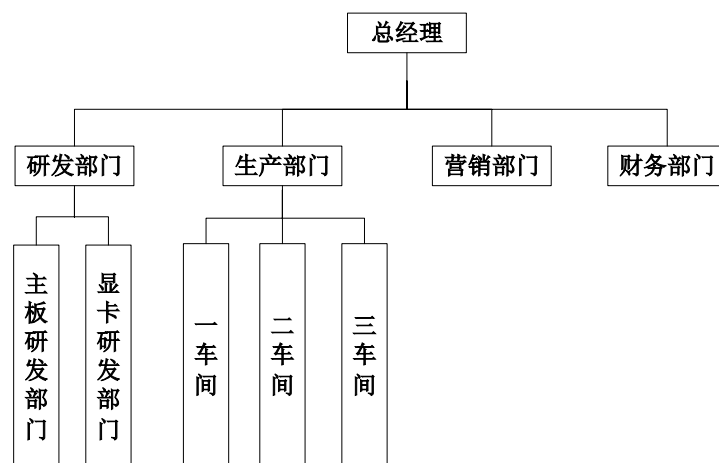 总经理
研发部门
生产部门
营销部门
财务部门
主板研发部门
显卡研发部门
一车间
二车间
三车间